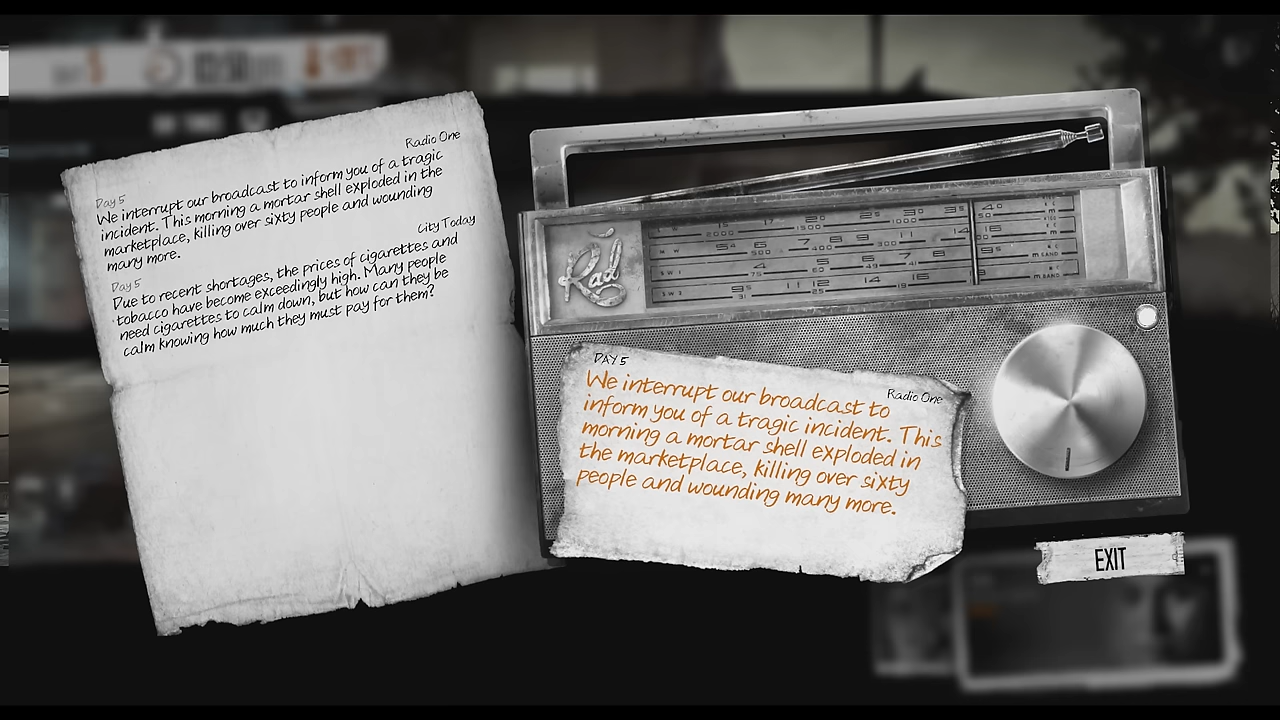 Radio One
Day 5
We interrupt our broadcast to inform you of a tragic
incident. This morning a mortar shell exploded in the
marketplace, killing over sixty people and wounding
many more.
City Today
Day 5
Due to recent shortages, the prices of cigarettes and
tobacco have become exceedingly high. Many people
need cigarettes to calm down, but how can they be
calm knowing how much they must pay for them?
Rad
DAY 5
Radio One
We interrupt our broadcast to
inform you of a tragic incident. This
morning a mortar shell exploded in
the marketplace, killing over sixty
people and wounding many more.
EXIT